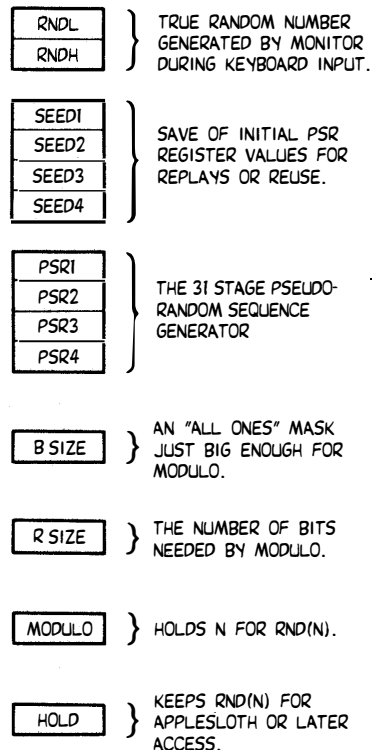 RNDL
RNDH
TRUE RANDOM NUMBER
GENERATED BY MONITOR
DURING KEYBOARD INPUT.
SEED1
SEED2
SEED3
SEED4
SAVE OF INITIAL PSR
REGISTER VALUES FOR
REPLAYS OR REUSE.
PSR1
PSR2
PSR3
PSR4
THE 31 STAGE PSEUDO-
RANDOM SEQUENCE
GENERATOR
B SIZE
AN "ALL ONES" MASK
JUST BIG ENOUGH FOR
MODULO.
R SIZE
THE NUMBER OF BITS
NEEDED BY MODULO.
MODULO
HOLDS N FOR RND(N).
HOLD
KEEPS RND(N) FOR
APPLESLOTH OR LATER
ACCESS.